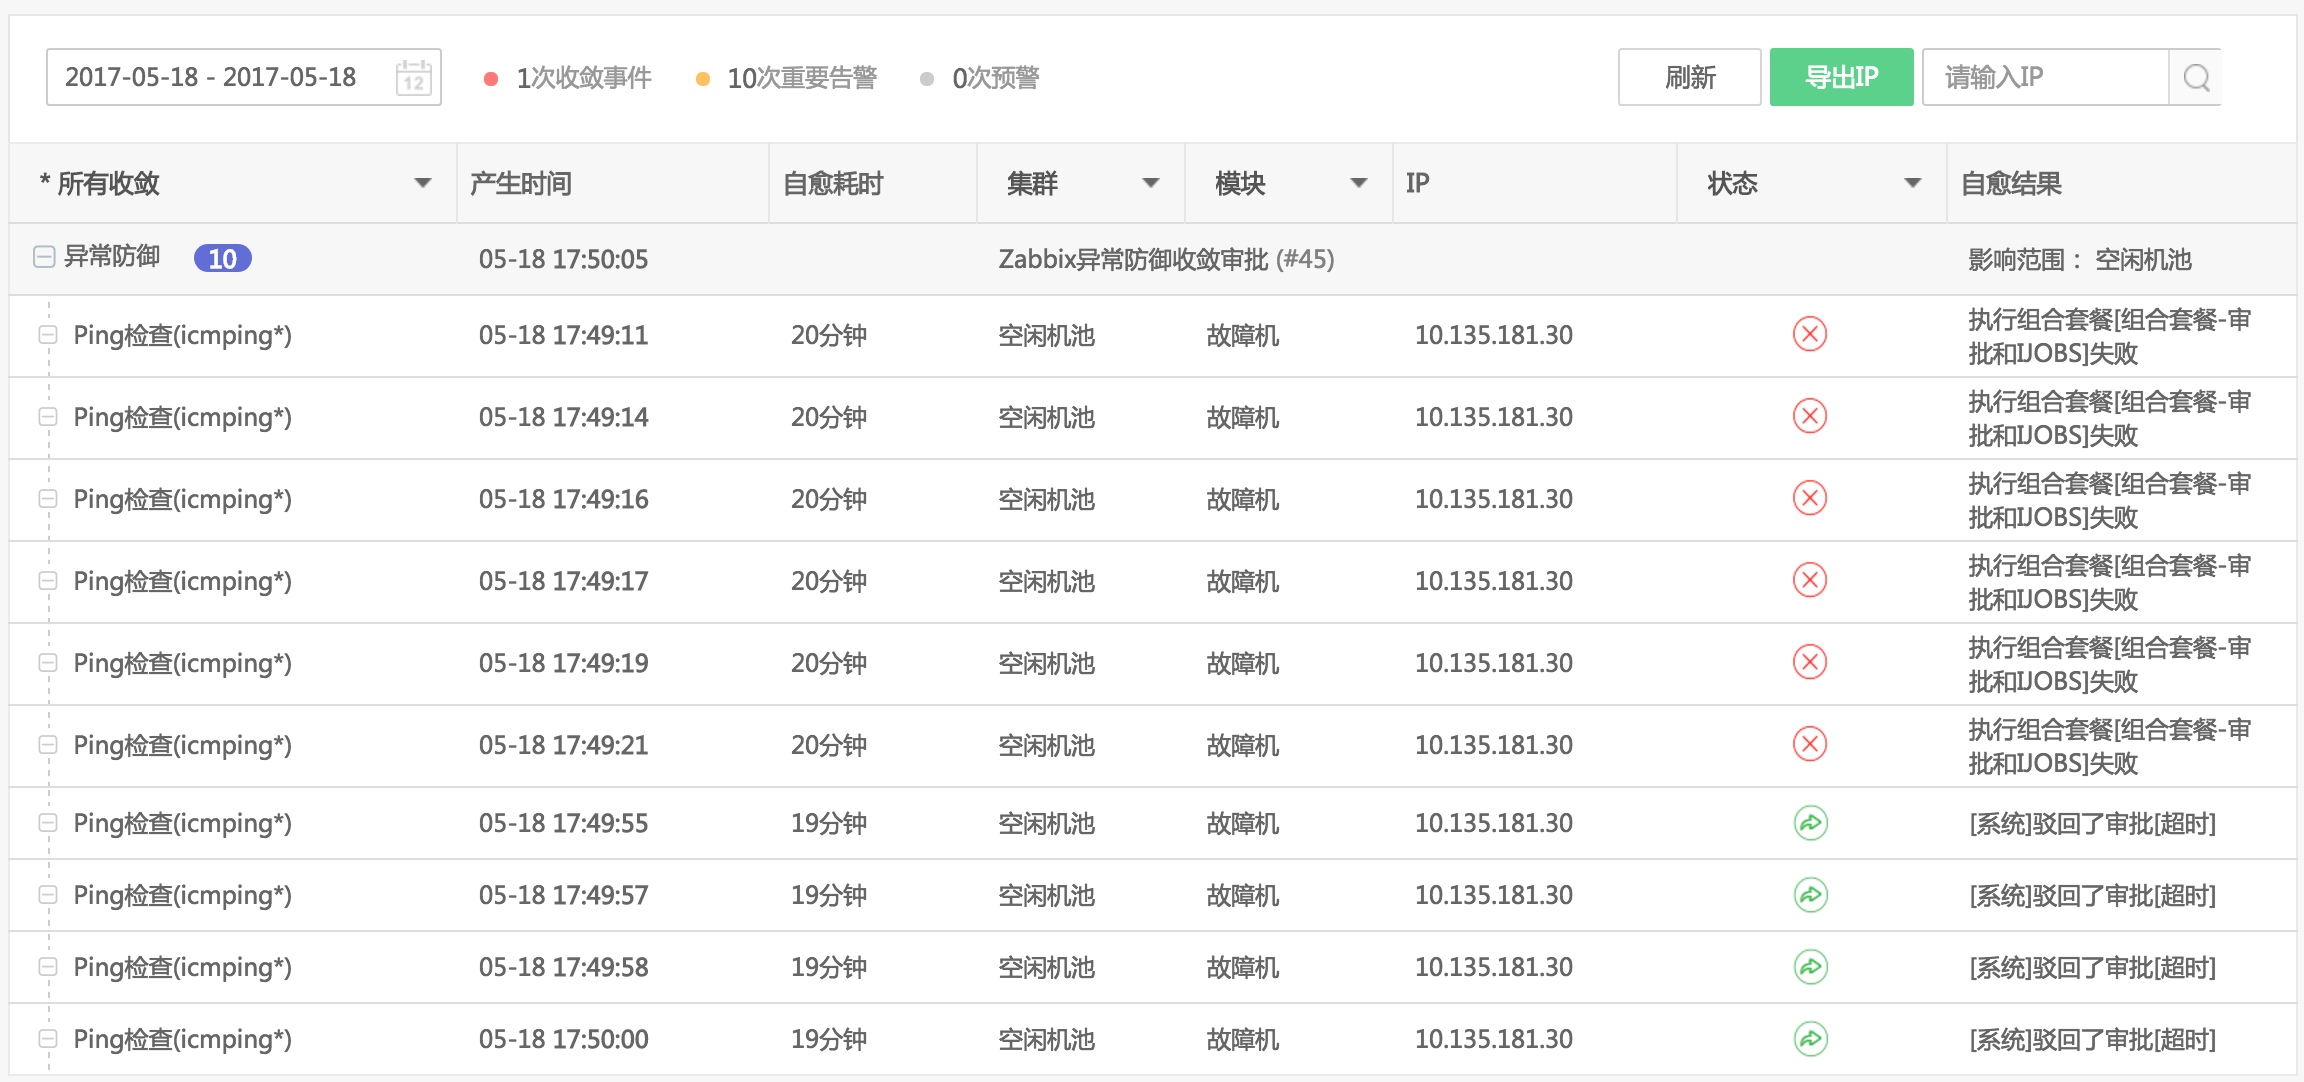 2017-05-18 - 2017-05-18 12 1次收敛事件 10次重要告警 0次预警 刷新 导出IP 请输入IP
* 所有收敛 产生时间 自愈耗时 集群 模块 IP 状态 自愈结果
异常防御 10 05-18 17:50:05 Zabbix异常防御收敛审批 (#45) 影响范围： 空闲机池
Ping检查(icmping*) 05-18 17:49:11 20分钟 空闲机池 故障机 10.135.181.30 执行组合套餐[组合套餐-审
批和IJOBS]失败
Ping检查(icmping*) 05-18 17:49:14 20分钟 空闲机池 故障机 10.135.181.30 执行组合套餐[组合套餐-审
批和IJOBS]失败
Ping检查(icmping*) 05-18 17:49:16 20分钟 空闲机池 故障机 10.135.181.30 执行组合套餐[组合套餐-审
批和IJOBS]失败
Ping检查(icmping*) 05-18 17:49:17 20分钟 空闲机池 故障机 10.135.181.30 执行组合套餐[组合套餐-审
批和IJOBS]失败
Ping检查(icmping*) 05-18 17:49:19 20分钟 空闲机池 故障机 10.135.181.30 执行组合套餐[组合套餐-审
批和IJOBS]失败
Ping检查(icmping*) 05-18 17:49:21 20分钟 空闲机池 故障机 10.135.181.30 执行组合套餐[组合套餐-审
批和IJOBS]失败
Ping检查(icmping*) 05-18 17:49:55 19分钟 空闲机池 故障机 10.135.181.30 [系统]驳回了审批[超时]
Ping检查(icmping*) 05-18 17:49:57 19分钟 空闲机池 故障机 10.135.181.30 [系统]驳回了审批[超时]
Ping检查(icmping*) 05-18 17:49:58 19分钟 空闲机池 故障机 10.135.181.30 [系统]驳回了审批[超时]
Ping检查(icmping*) 05-18 17:50:00 19分钟 空闲机池 故障机 10.135.181.30 [系统]驳回了审批[超时]